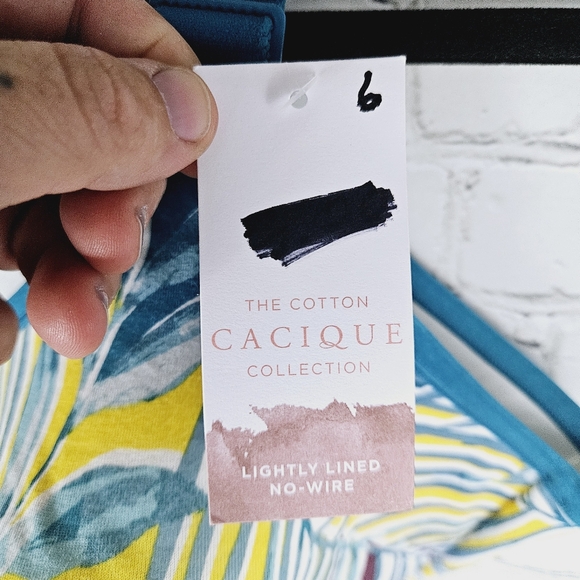 6
THE COTTON
CACIQUE
COLLECTION
LIGHTLY LINED
NO-WIRE